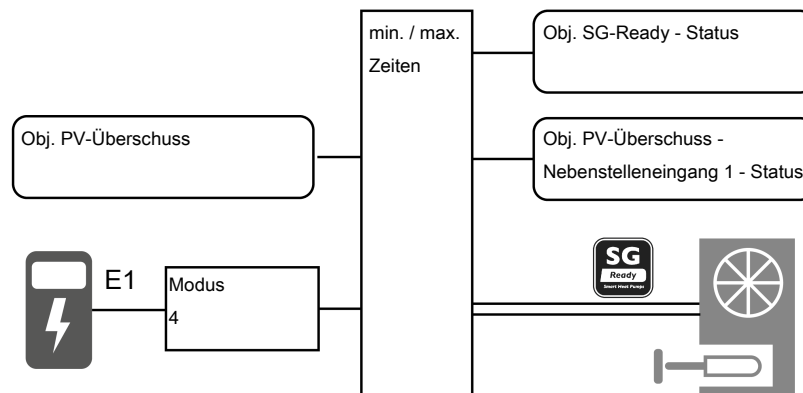 min. / max.
Zeiten
Obj. SG-Ready - Status
Obj. PV-Überschuss
Obj. PV-Überschuss -
Nebenstelleneingang 1 - Status
E1
Modus
4
SG
Ready
Smart Heat Pumps